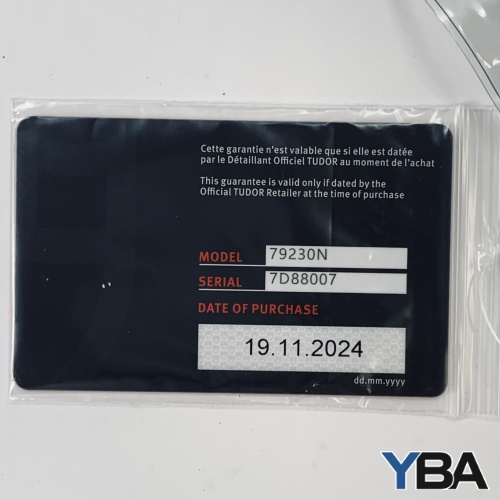 Cette garantie n'est valable que si elle est datée
par le Détaillant Officiel TUDOR au moment de l'achat
This guarantee is valid only if dated by the
Official TUDOR Retailer at the time of purchase
MODEL 79230N
SERIAL 7D88007
DATE OF PURCHASE
19.11.2024
dd.mm.yyyy
YBA